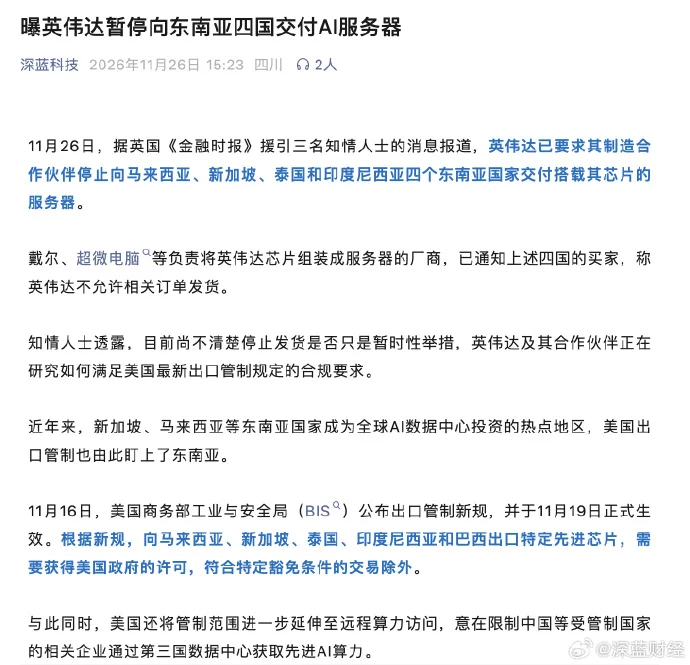 曝英伟达暂停向东南亚四国交付AI服务器
深蓝科技 2026年11月26日 15:23 四川 2人
11月26日，据英国《金融时报》援引三名知情人士的消息报道，英伟达已要求其制造合
作伙伴停止向马来西亚、新加坡、泰国和印度尼西亚四个东南亚国家交付搭载其芯片的
服务器。
戴尔、超微电脑等负责将英伟达芯片组装成服务器的厂商，已通知上述四国的买家，称
英伟达不允许相关订单发货。
知情人士透露，目前尚不清楚停止发货是否只是暂时性举措，英伟达及其合作伙伴正在
研究如何满足美国最新出口管制规定的合规要求。
近年来，新加坡、马来西亚等东南亚国家成为全球AI数据中心投资的热点地区，美国出
口管制也由此盯上了东南亚。
11月16日，美国商务部工业与安全局（BIS）公布出口管制新规，并于11月19日正式生
效。根据新规，向马来西亚、新加坡、泰国、印度尼西亚和巴西出口特定先进芯片，需
要获得美国政府的许可，符合特定豁免条件的交易除外。
与此同时，美国还将管制范围进一步延伸至远程算力访问，意在限制中国等受管制国家
的相关企业通过第三国数据中心获取先进AI算力。
@深蓝财经